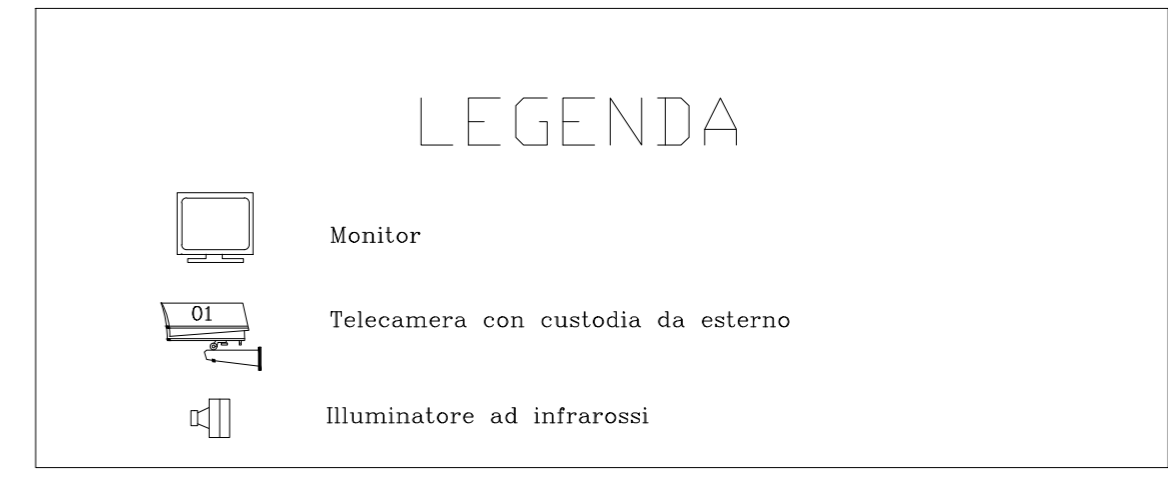 LEGENDA
Monitor
01
Telecamera con custodia da esterno
Illuminatore ad infrarossi